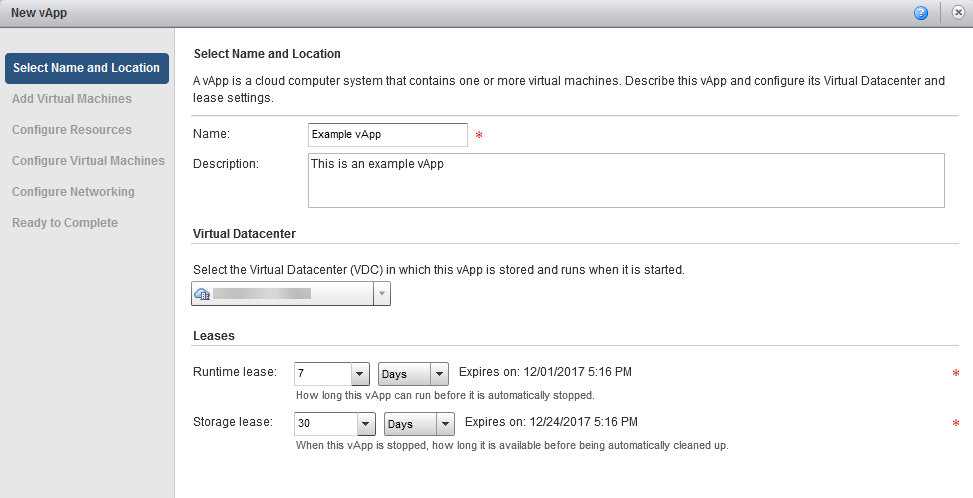 New vApp
Select Name and Location
Add Virtual Machines
Configure Resources
Configure Virtual Machines
Configure Networking
Ready to Complete
Select Name and Location
A vApp is a cloud computer system that contains one or more virtual machines. Describe this vApp and configure its Virtual Datacenter and
lease settings.
Name: Example vApp *
Description: This is an example vApp
Virtual Datacenter
Select the Virtual Datacenter (VDC) in which this vApp is stored and runs when it is started.
Leases
Runtime lease: 7 Days Expires on: 12/01/2017 5:16 PM *
How long this vApp can run before it is automatically stopped.
Storage lease: 30 Days Expires on: 12/24/2017 5:16 PM *
When this vApp is stopped, how long it is available before being automatically cleaned up.